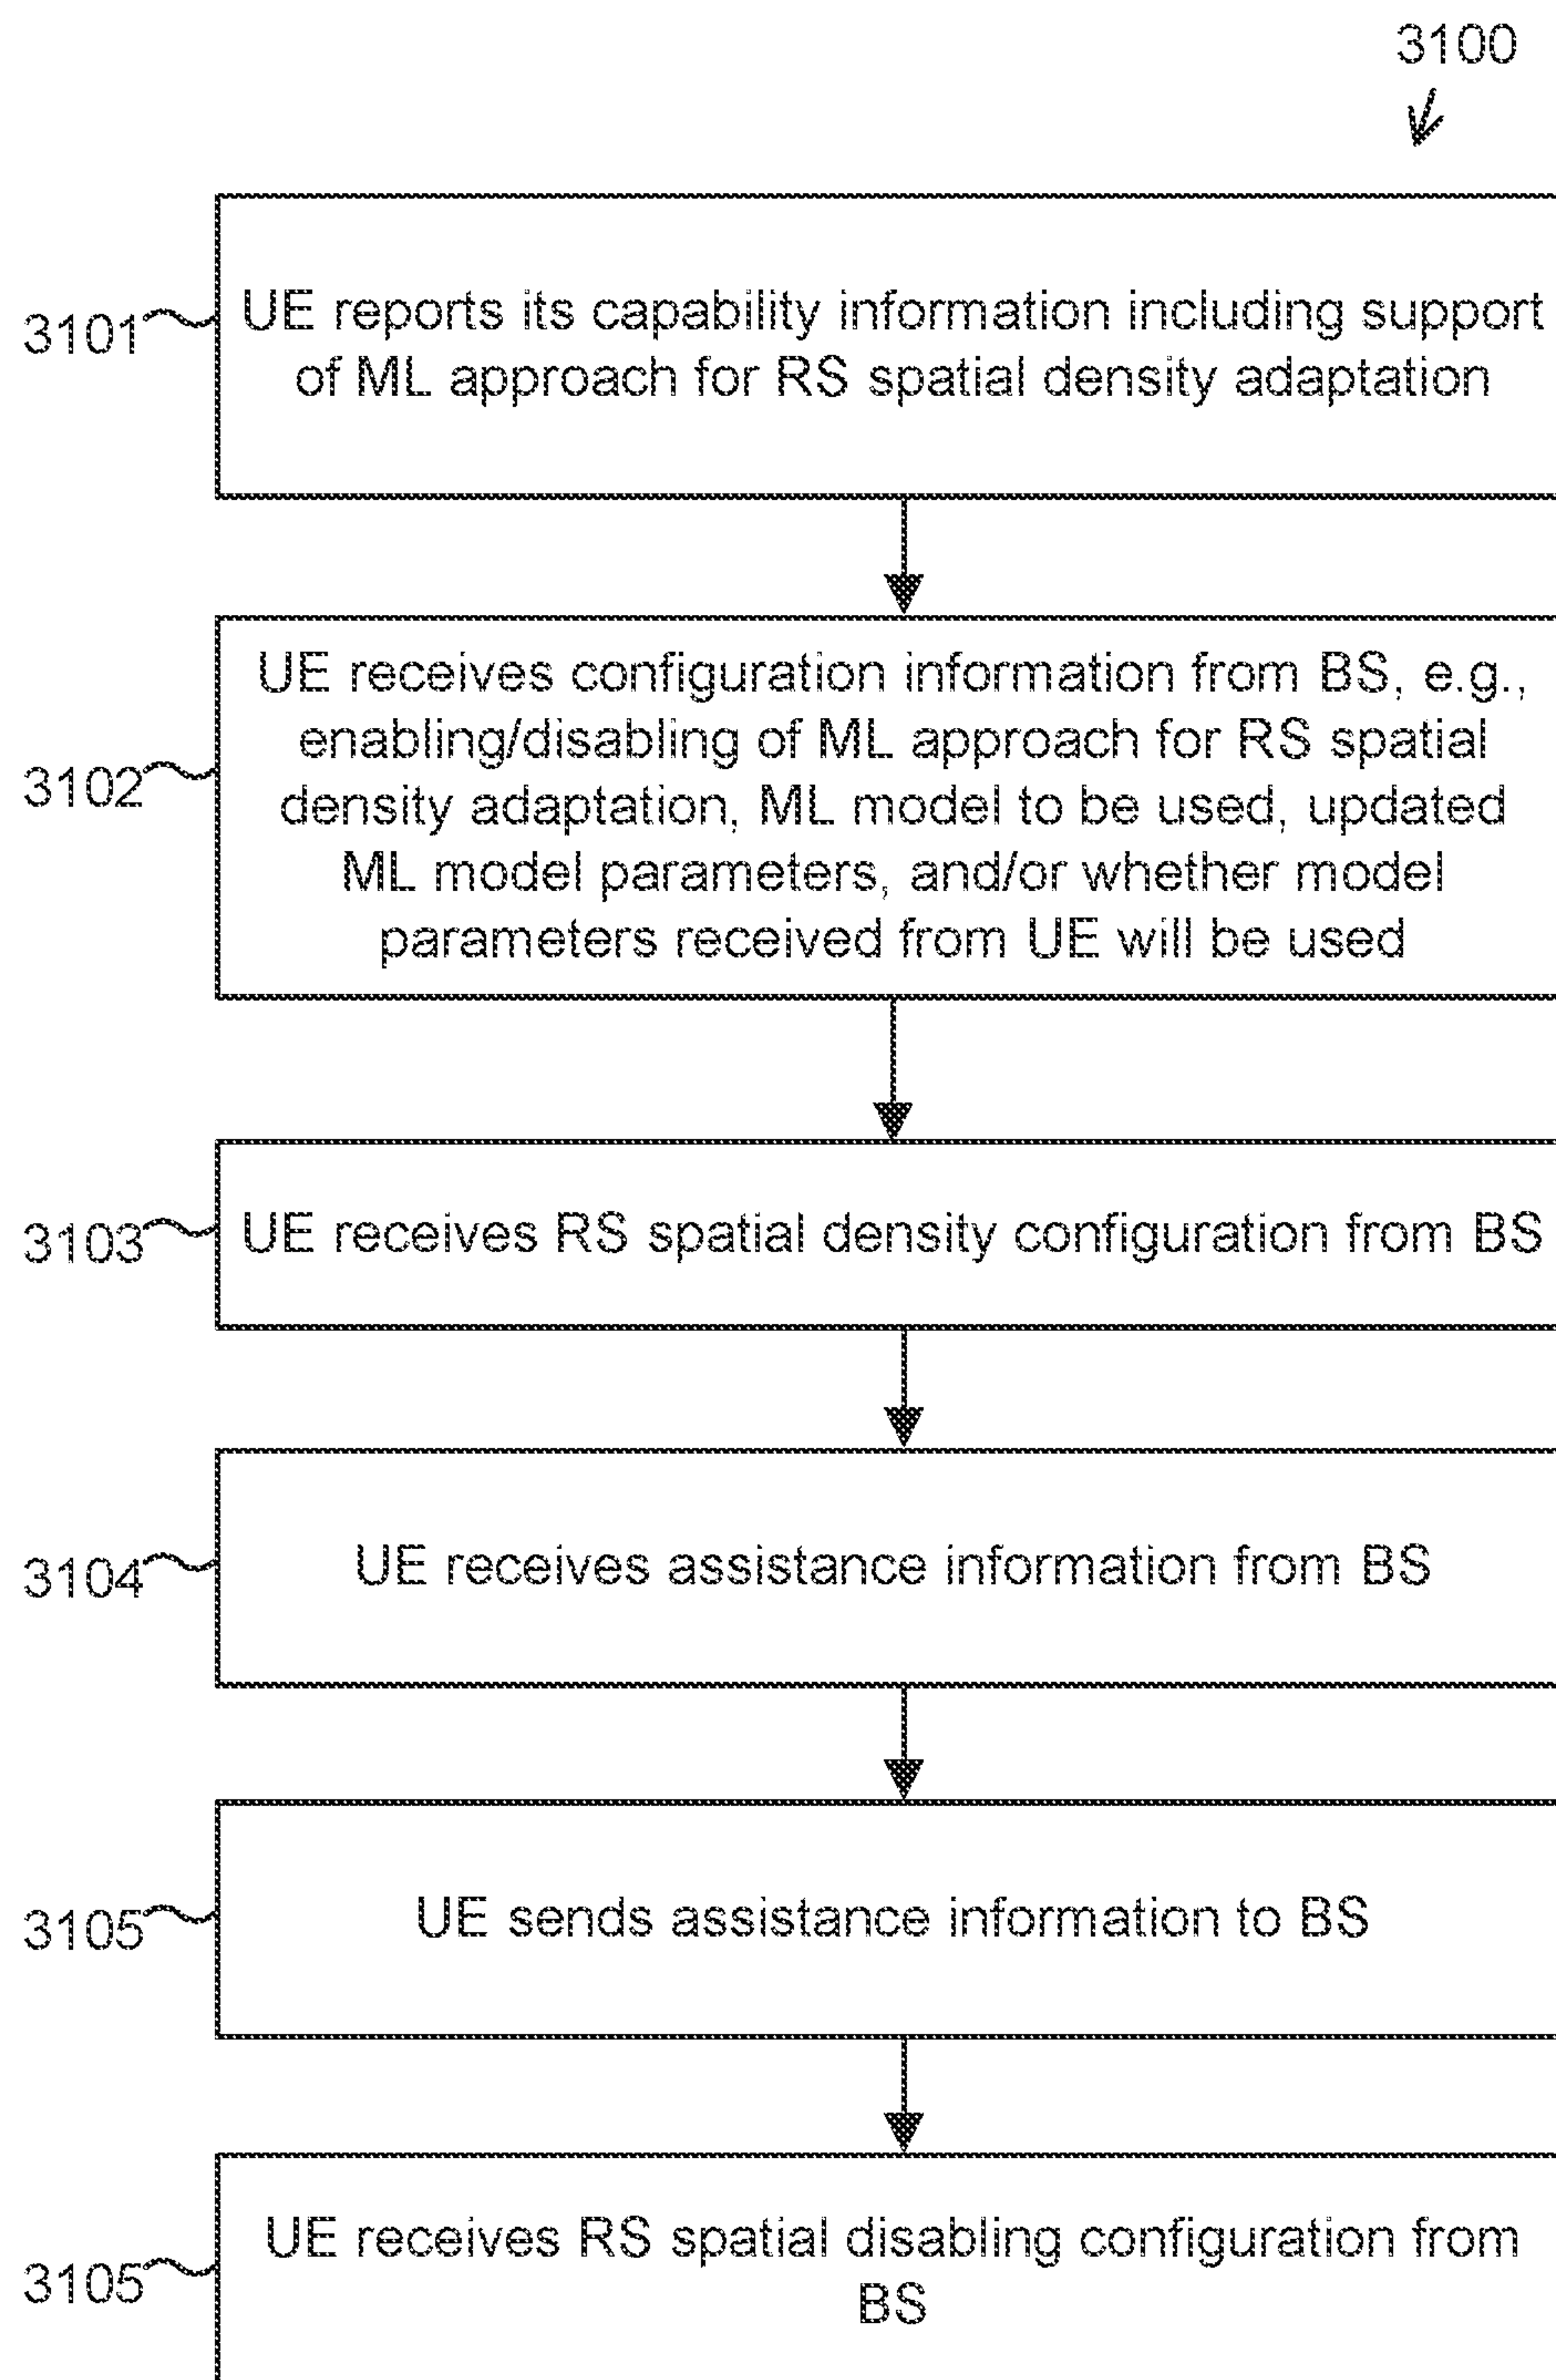 3100
3101
UE reports its capability information including support
of ML approach for RS spatial density adaptation
3102
UE receives configuration information from BS, e.g.,
enabling/disabling of ML approach for RS spatial
density adaptation, ML model to be used, updated
ML model parameters, and/or whether model
parameters received from UE will be used
3103
UE receives RS spatial density configuration from BS
3104
UE receives assistance information from BS
3105
UE sends assistance information to BS
3105
UE receives RS spatial disabling configuration from
BS